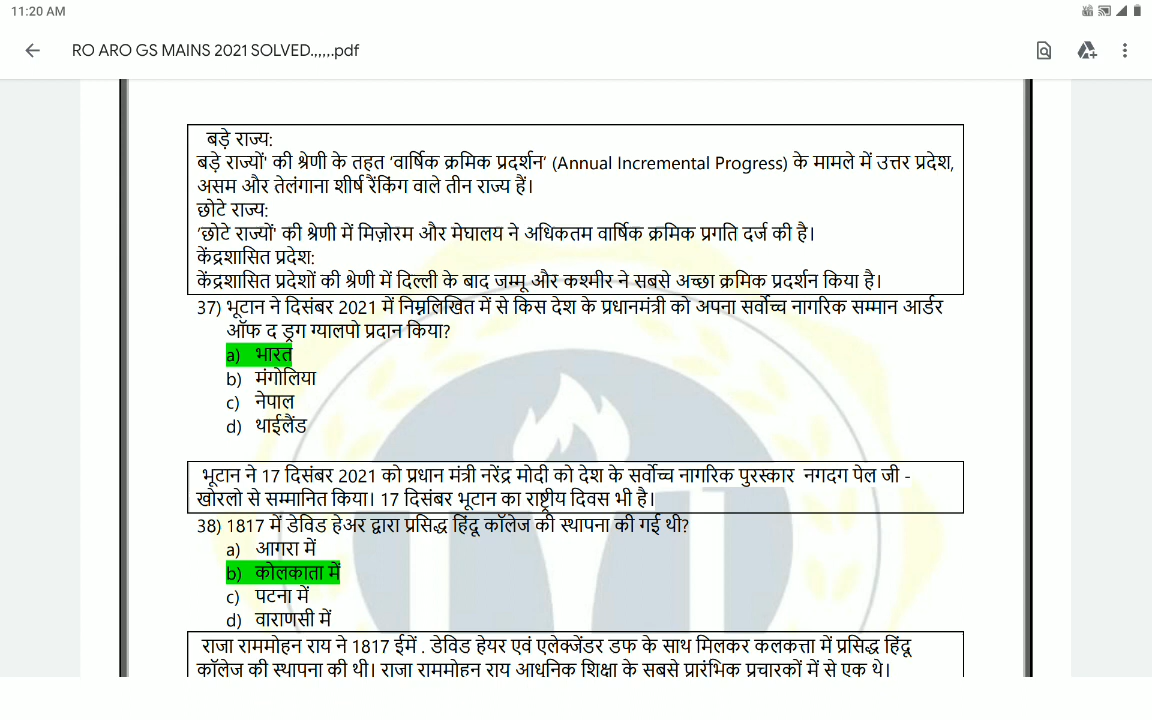 11:20 AM
RO ARO GS MAINS 2021 SOLVED.,,,,.pdf
बड़े राज्य:
बड़े राज्यों' की श्रेणी के तहत ‘वार्षिक क्रमिक प्रदर्शन’ (Annual Incremental Progress) के मामले में उत्तर प्रदेश,
असम और तेलंगाना शीर्ष रैंकिंग वाले तीन राज्य हैं।
छोटे राज्य:
‘छोटे राज्यों' की श्रेणी में मिज़ोरम और मेघालय ने अधिकतम वार्षिक क्रमिक प्रगति दर्ज की है।
केंद्रशासित प्रदेश:
केंद्रशासित प्रदेशों की श्रेणी में दिल्ली के बाद जम्मू और कश्मीर ने सबसे अच्छा क्रमिक प्रदर्शन किया है।
37) भूटान ने दिसंबर 2021 में निम्नलिखित में से किस देश के प्रधानमंत्री को अपना सर्वोच्च नागरिक सम्मान आर्डर
ऑफ द ड्रग ग्यालपो प्रदान किया?
a) भारत
b) मंगोलिया
c) नेपाल
d) थाईलैंड
भूटान ने 17 दिसंबर 2021 को प्रधान मंत्री नरेंद्र मोदी को देश के सर्वोच्च नागरिक पुरस्कार नगदग पेल जी -
खोरलो से सम्मानित किया। 17 दिसंबर भूटान का राष्ट्रीय दिवस भी है।
38) 1817 में डेविड हेअर द्वारा प्रसिद्ध हिंदू कॉलेज की स्थापना की गई थी?
a) आगरा में
b) कोलकाता में
c) पटना में
d) वाराणसी में
राजा राममोहन राय ने 1817 ईमें . डेविड हेयर एवं एलेक्जेंडर डफ के साथ मिलकर कलकत्ता में प्रसिद्ध हिंदू
कॉलेज की स्थापना की थी। राजा राममोहन राय आधुनिक शिक्षा के सबसे प्रारंभिक प्रचारकों में से एक थे।